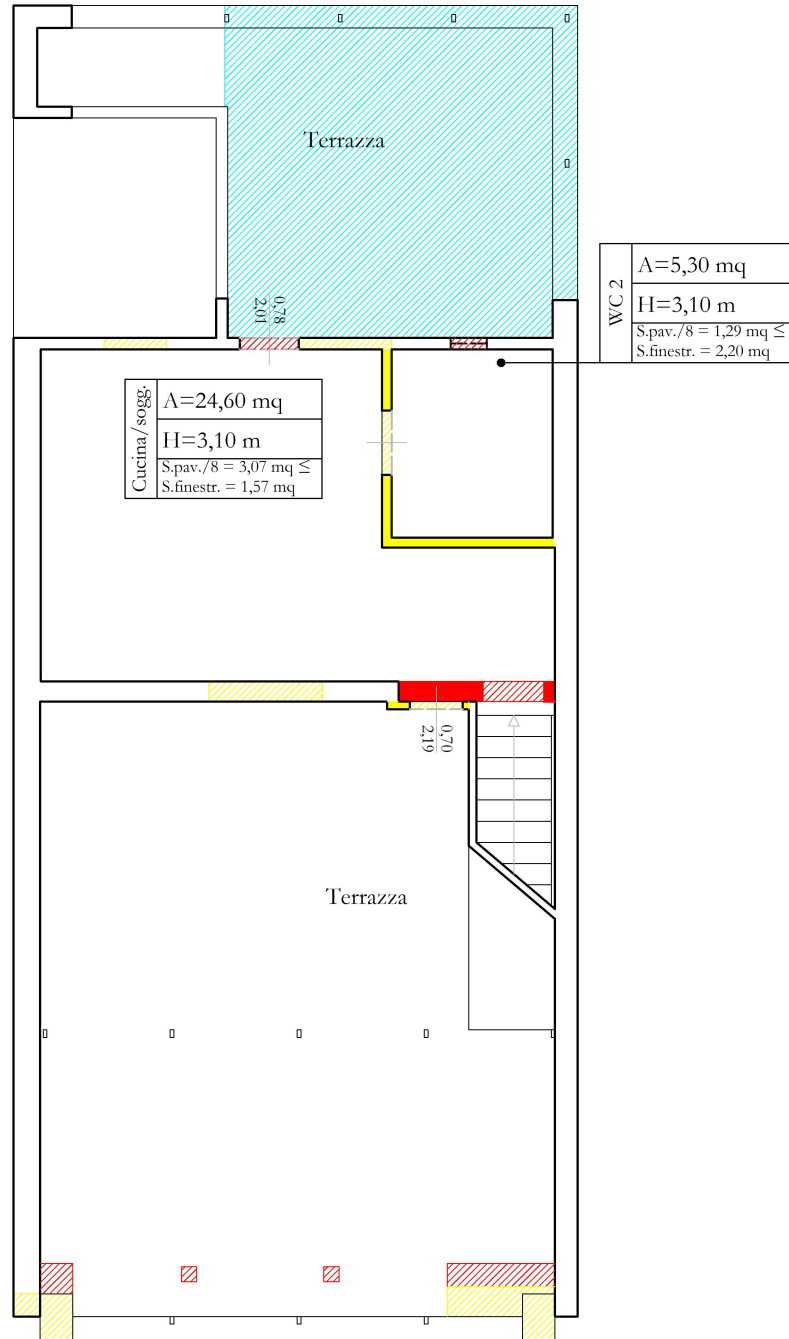 Terrazza
WC 2
A=5,30 mq
H=3,10 m
S.pav./8 = 1,29 mq ≤
S.finestr. = 2,20 mq
0,78
2,01
Cucina/sogg.
A=24,60 mq
H=3,10 m
S.pav./8 = 3,07 mq ≤
S.finestr. = 1,57 mq
0,70
2,19
Terrazza